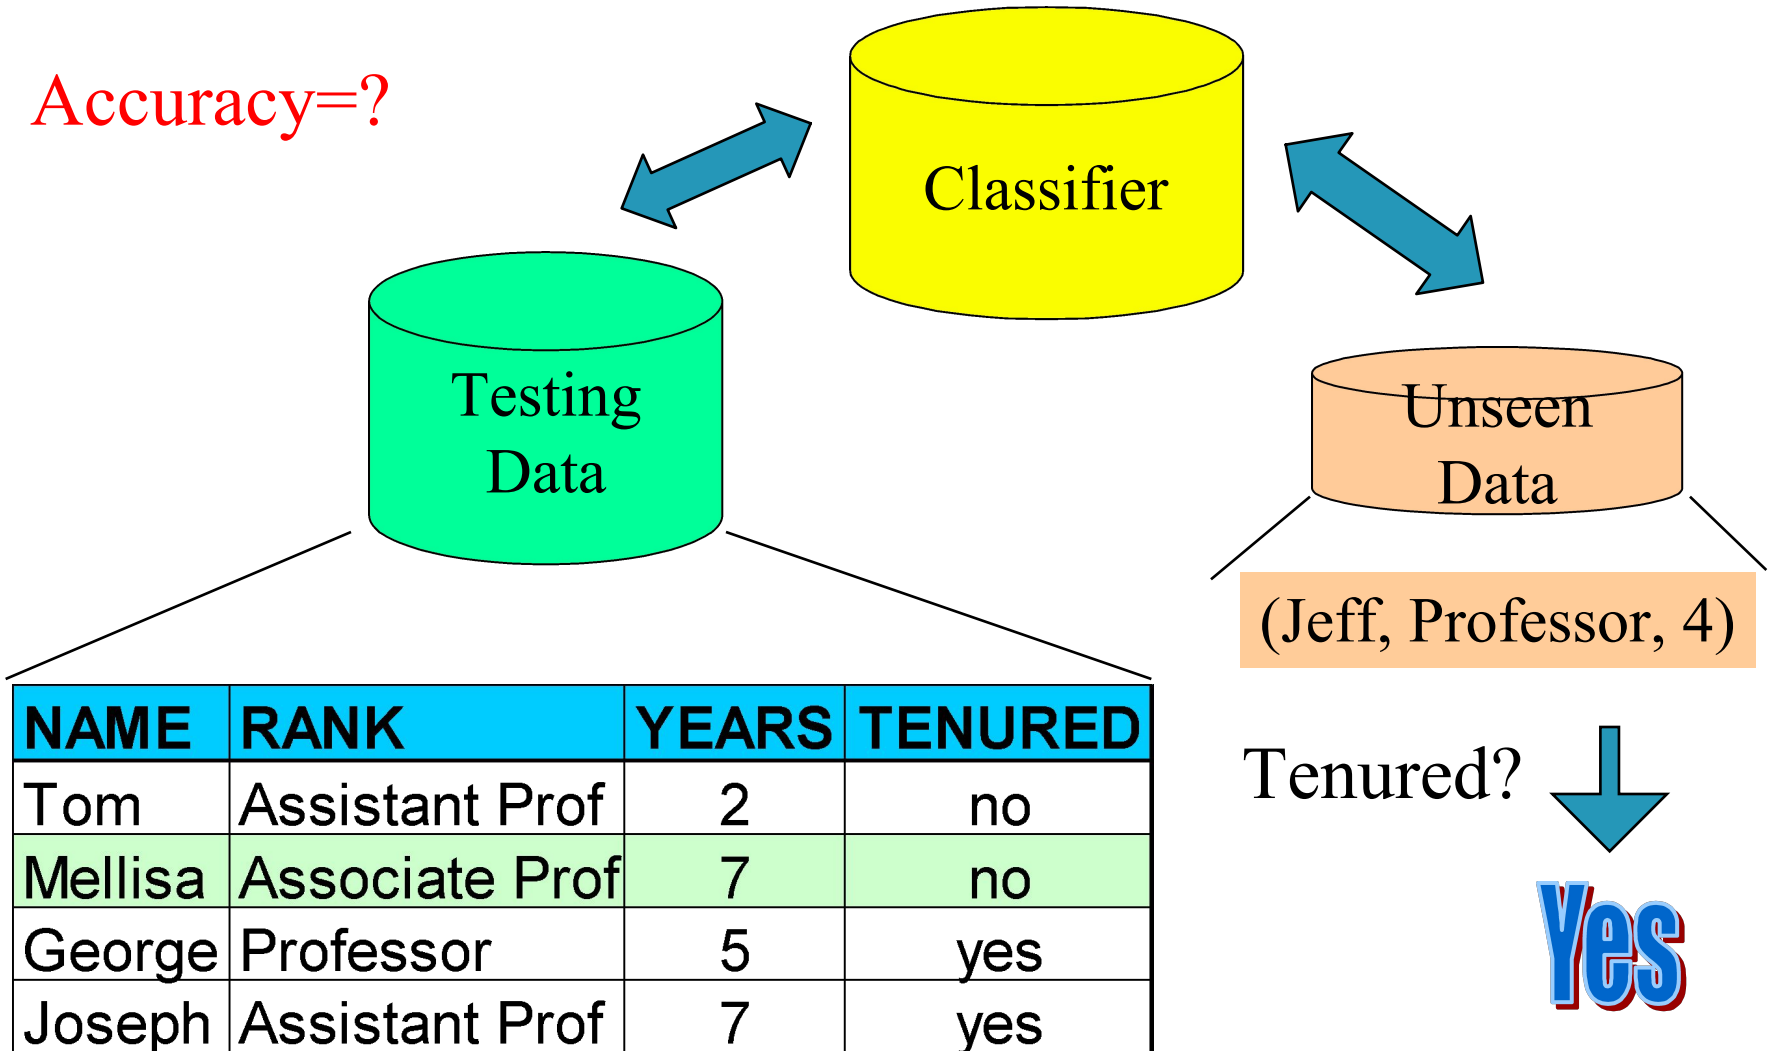 Accuracy=?
Classifier
Testing
Data
Unseen
Data
(Jeff, Professor, 4)
NAME RANK YEARS TENURED
Tom Assistant Prof 2 no
Mellisa Associate Prof 7 no
George Professor 5 yes
Joseph Assistant Prof 7 yes
Tenured?
Yes